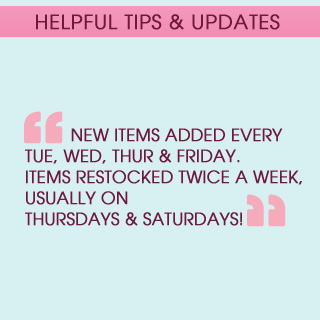 HELPFUL TIPS & UPDATES
NEW ITEMS ADDED EVERY
TUE, WED, THUR & FRIDAY.
ITEMS RESTOCKED TWICE A WEEK,
USUALLY ON
THURSDAYS & SATURDAYS!